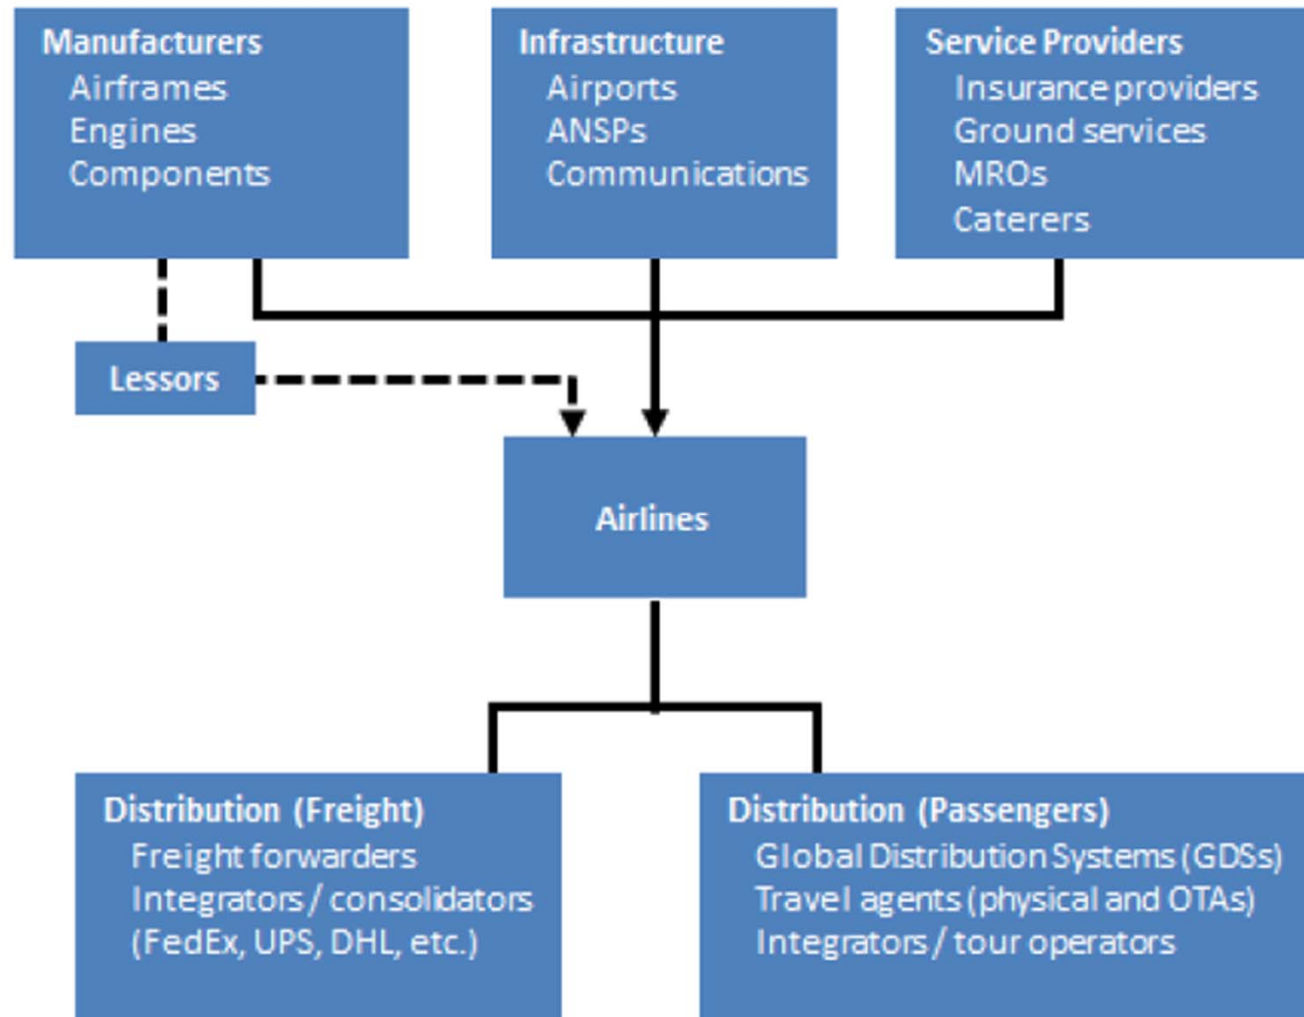 Manufacturers
Airframes
Engines
Components
Infrastructure
Airports
ANSPs
Communications
Service Providers
Insurance providers
Ground services
MROs
Caterers
Lessors
Airlines
Distribution (Freight)
Freight forwarders
Integrators / consolidators
(FedEx, UPS, DHL, etc.)
Distribution (Passengers)
Global Distribution Systems (GDSs)
Travel agents (physical and OTAs)
Integrators / tour operators